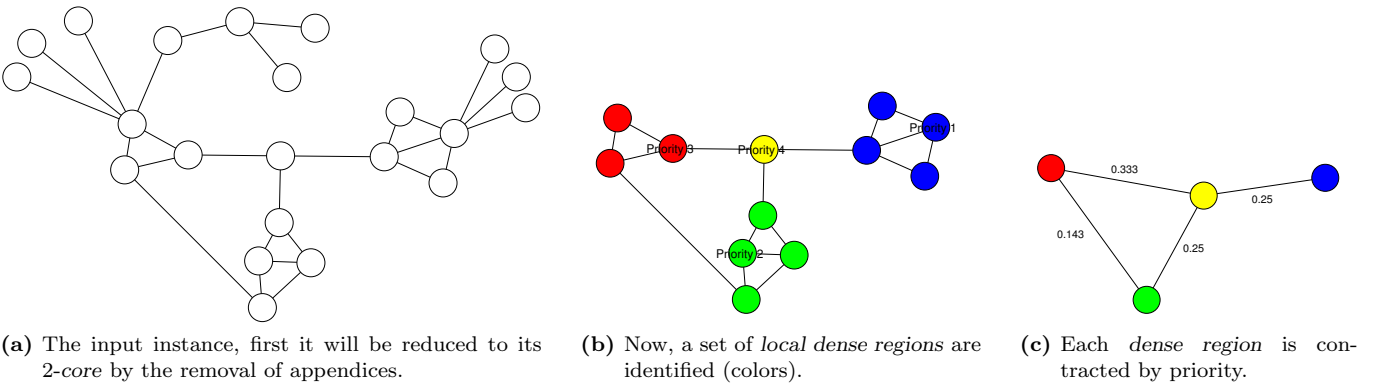 Priority 1
Priority 3
Priority 4
Priority 2
0.333
0.25
0.143
0.25
(a) The input instance, first it will be reduced to its
2-core by the removal of appendices.
(b) Now, a set of local dense regions are
identified (colors).
(c) Each dense region is con-
tracted by priority.